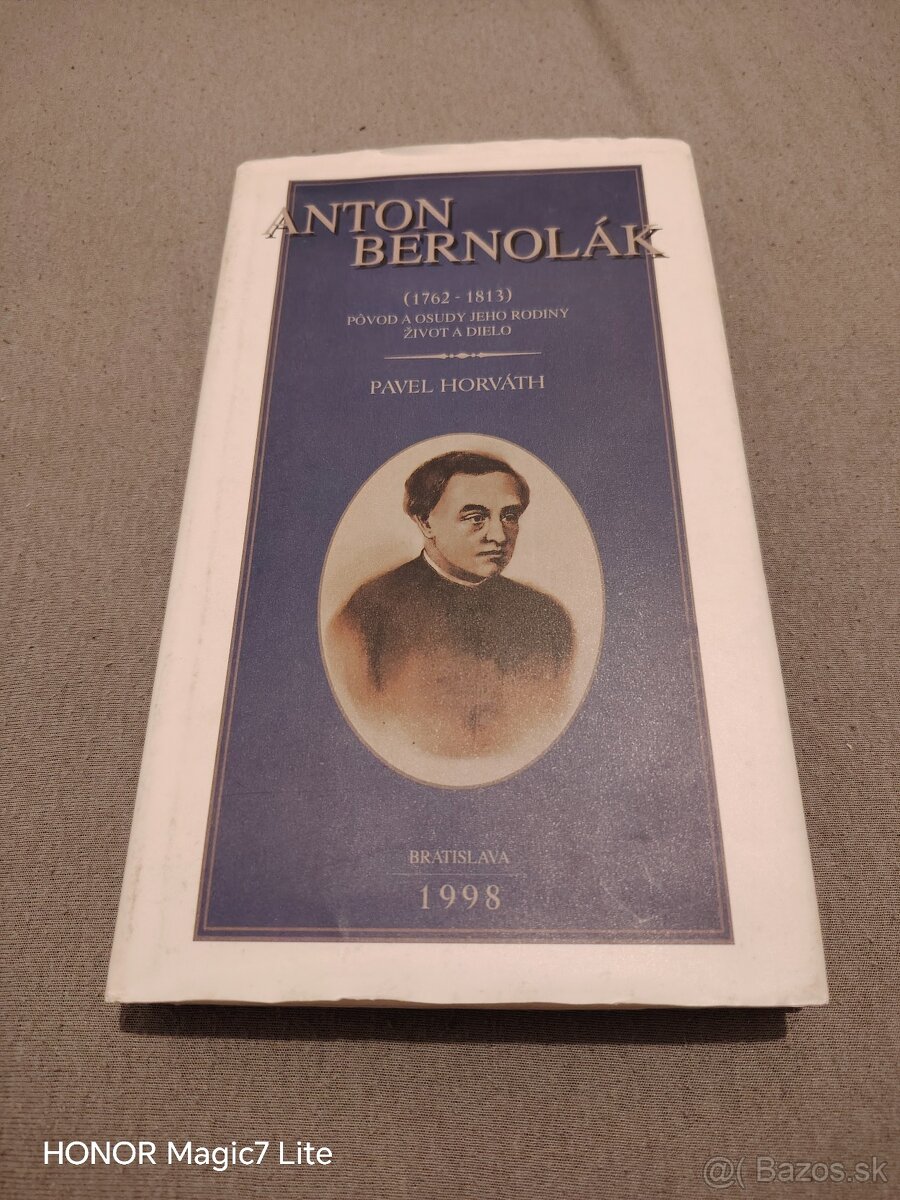 ANTON
BERNOLÁK
(1762 - 1813)
PÔVOD A OSUDY JEHO RODINY
ŽIVOT A DIELO
PAVEL HORVÁTH
BRATISLAVA
1998
HONOR Magic7 Lite
@( Bazos.sk